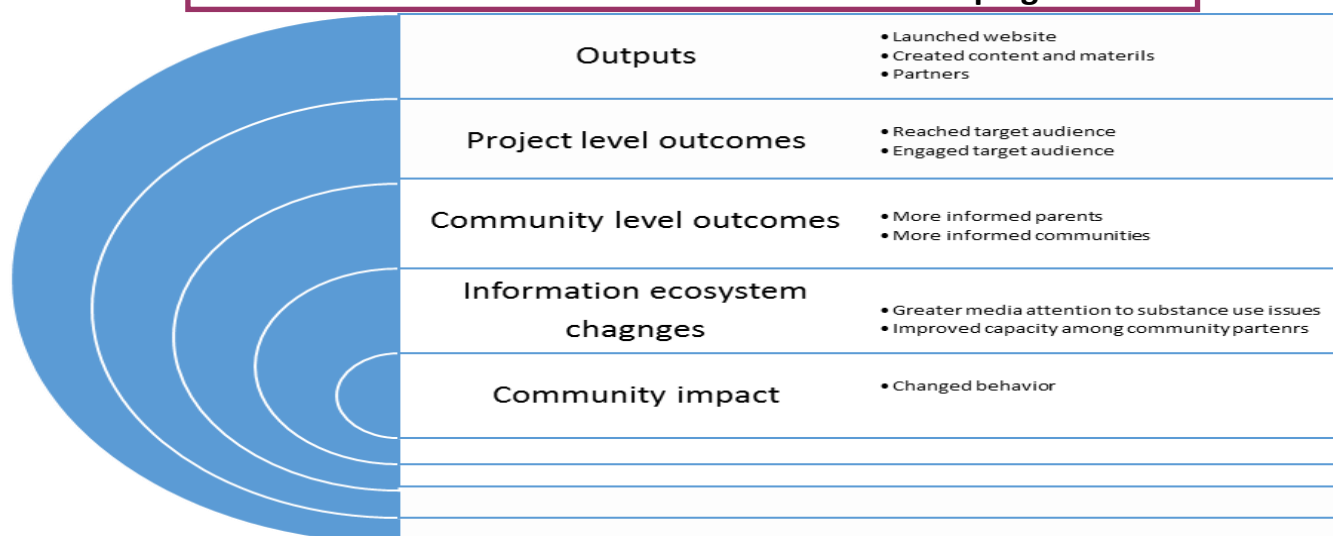 Outputs
• Launched website
• Created content and materils
• Partners
Project level outcomes
• Reached target audience
• Engaged target audience
Community level outcomes
• More informed parents
• More informed communities
Information ecosystem
chagnges
• Greater media attention to substance use issues
• Improved capacity among community partenrs
Community impact
• Changed behavior